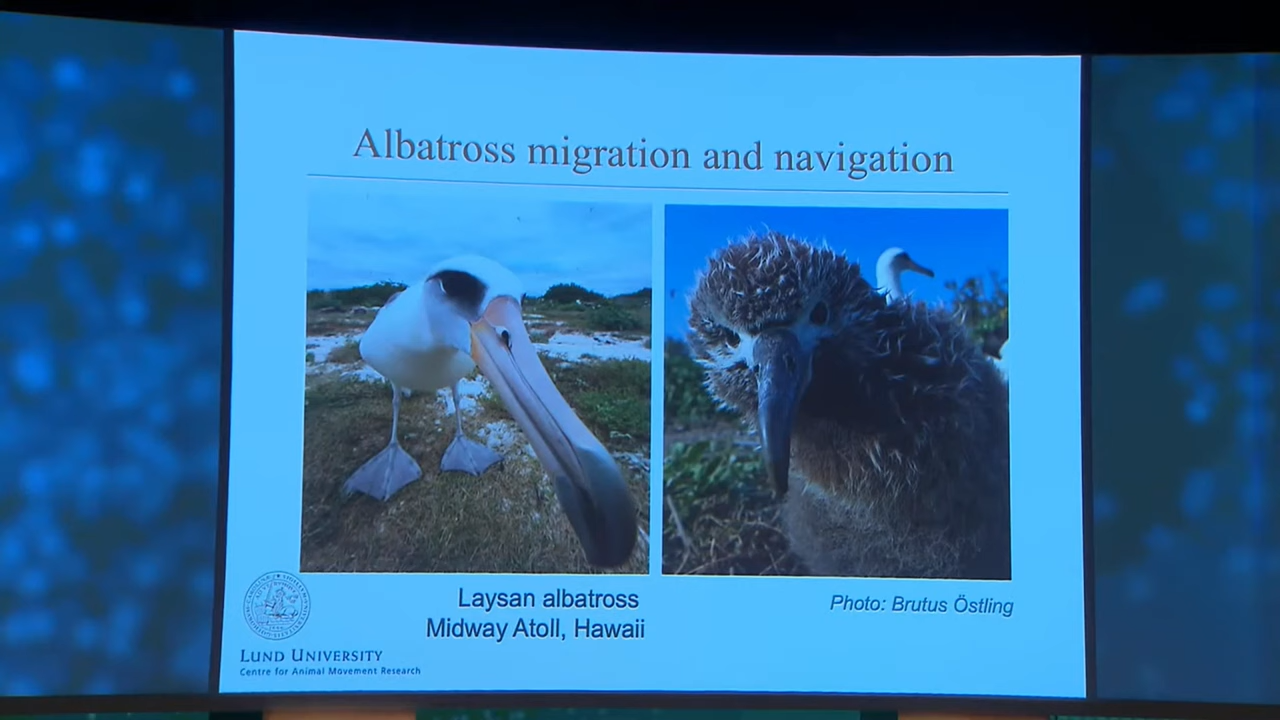 Albatross migration and navigation
Laysan albatross
Midway Atoll, Hawaii
Photo: Brutus Östling
LUND UNIVERSITY
Centre for Animal Movement Research